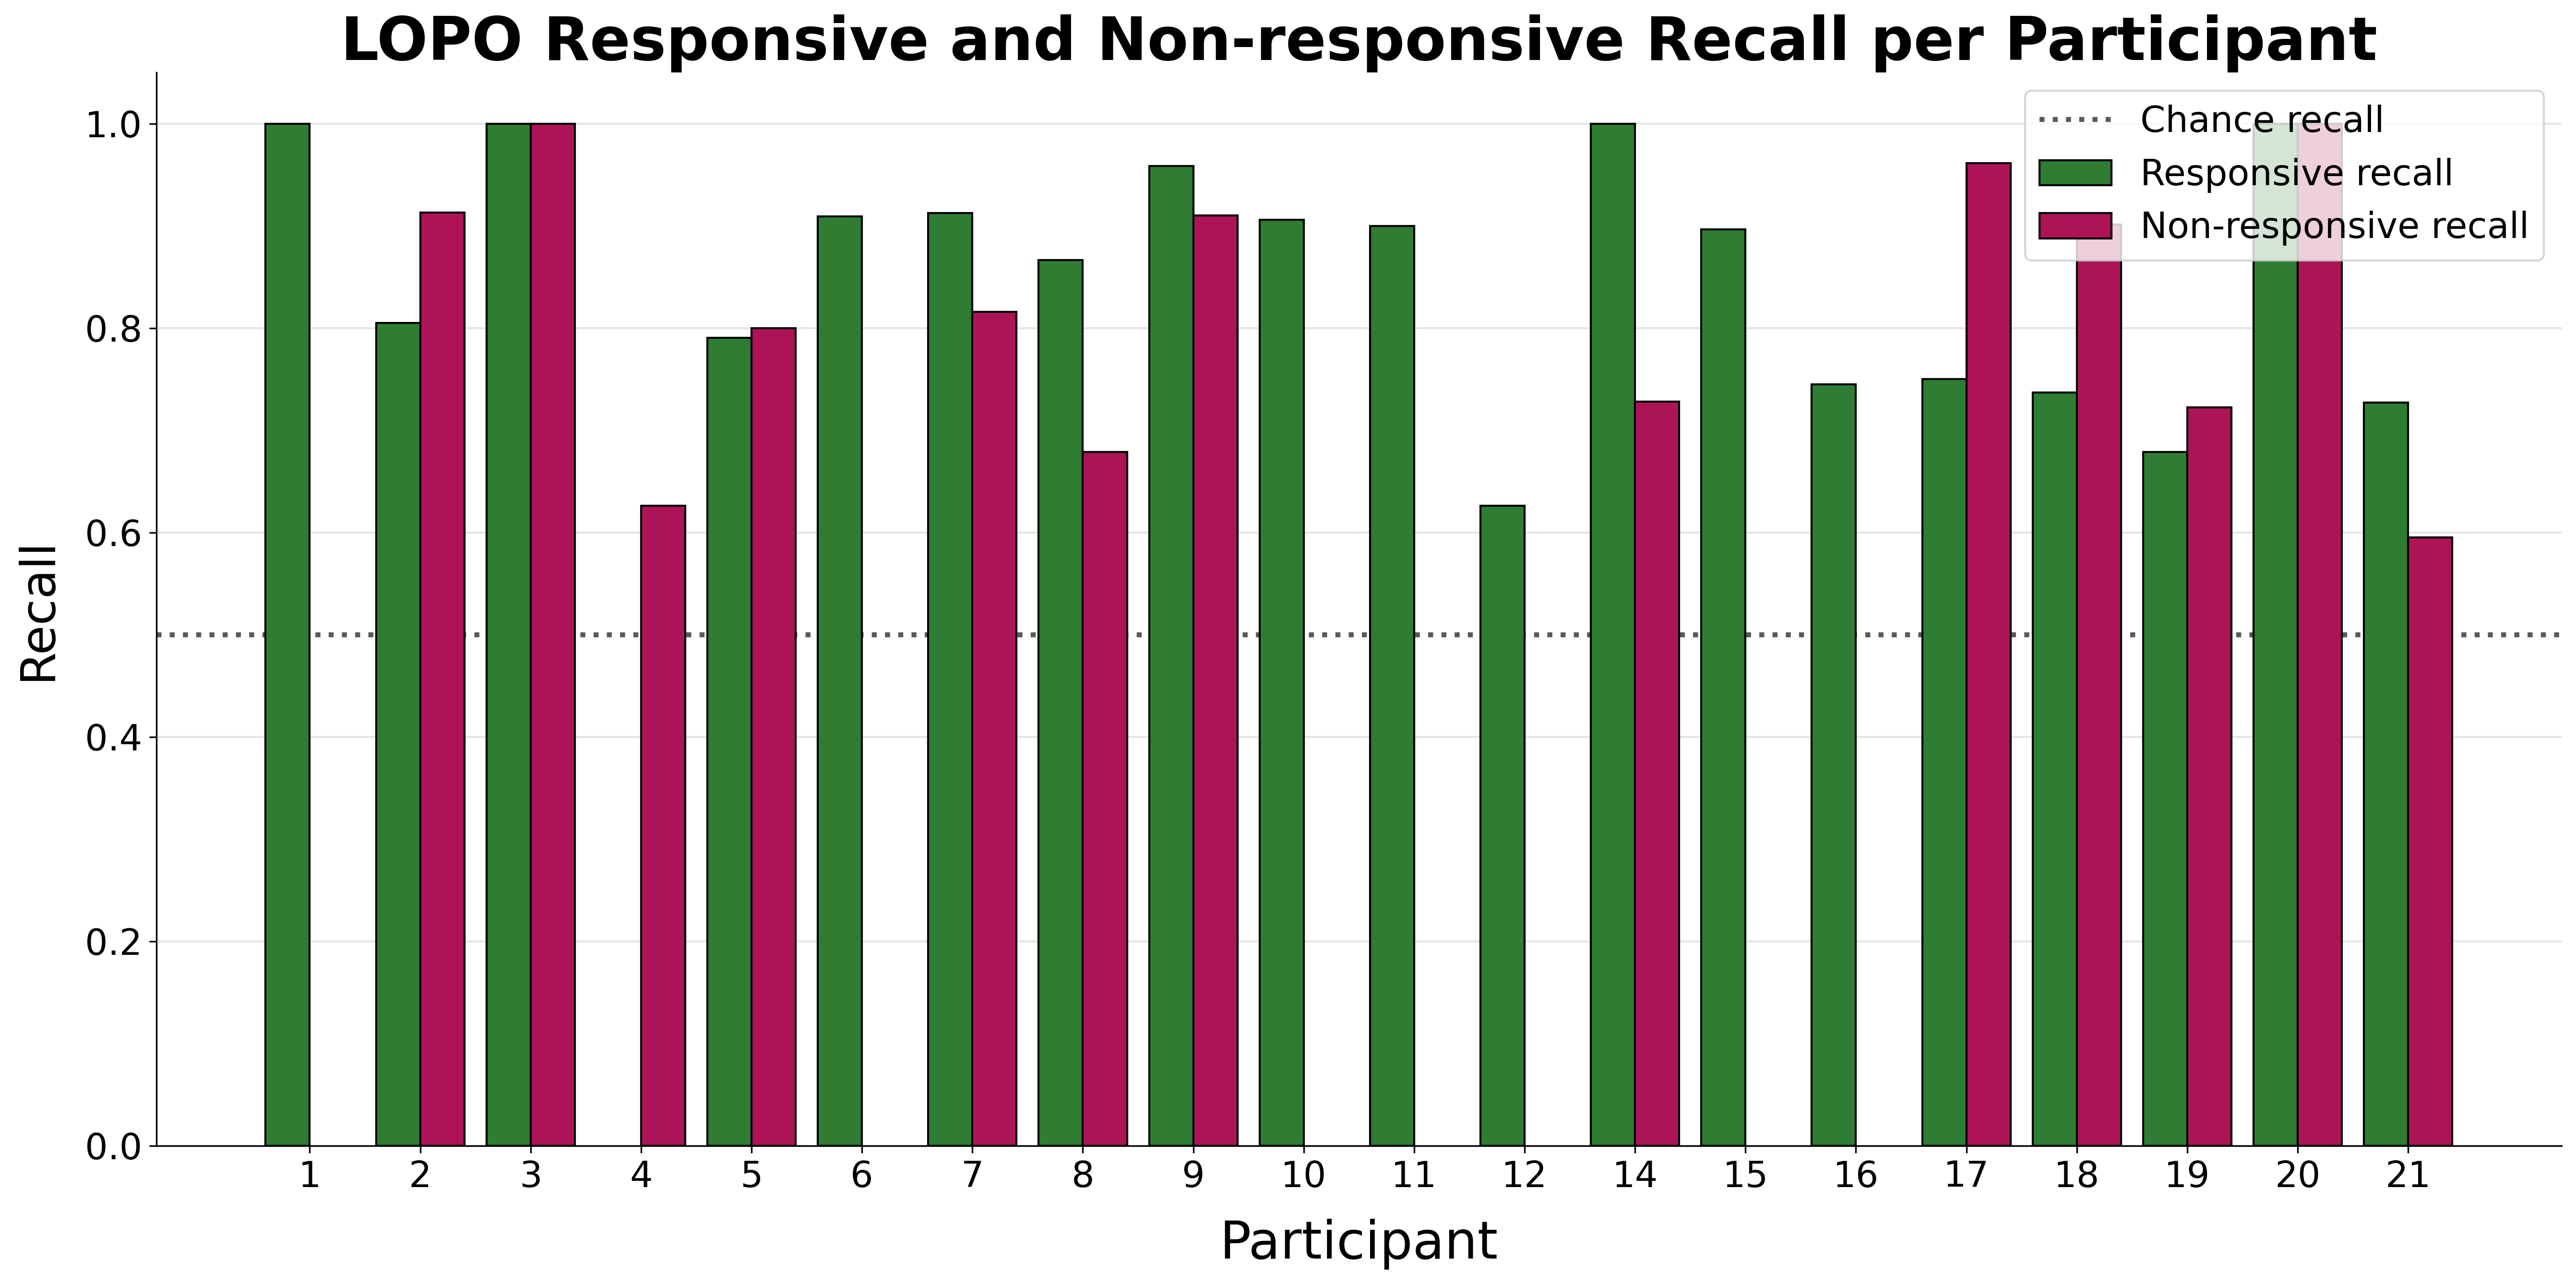 LOPO Responsive and Non-responsive Recall per Participant
Chance recall
Responsive recall
Non-responsive recall
Recall
1.0
0.8
0.6
0.4
0.2
0.0
1 2 3 4 5 6 7 8 9 10 11 12 14 15 16 17 18 19 20 21
Participant